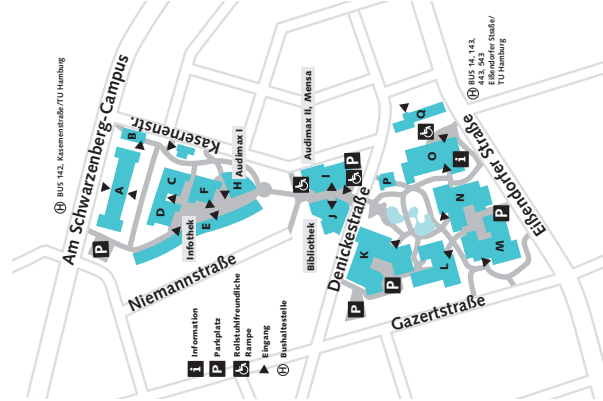 BUS 142, Kasernenstraße/TU Hamburg
BUS 14, 143,
443, 543
Eißendorfer Straße/
TU Hamburg
Am Schwarzenberg-Campus
Kasernenstr.
Audimax I
Audimax II, Mensa
Infothek
Bibliothek
Niemannstraße
Denickestraße
Gazertstraße
Eißendorfer Straße
A
B
C
D
E
F
H
I
J
K
L
N
O
P
Q
W
P
P
P
P
P
i
i Information
P Parkplatz
Rollstuhlfreundliche
Rampe
Eingang
H Bushaltestelle
H
H